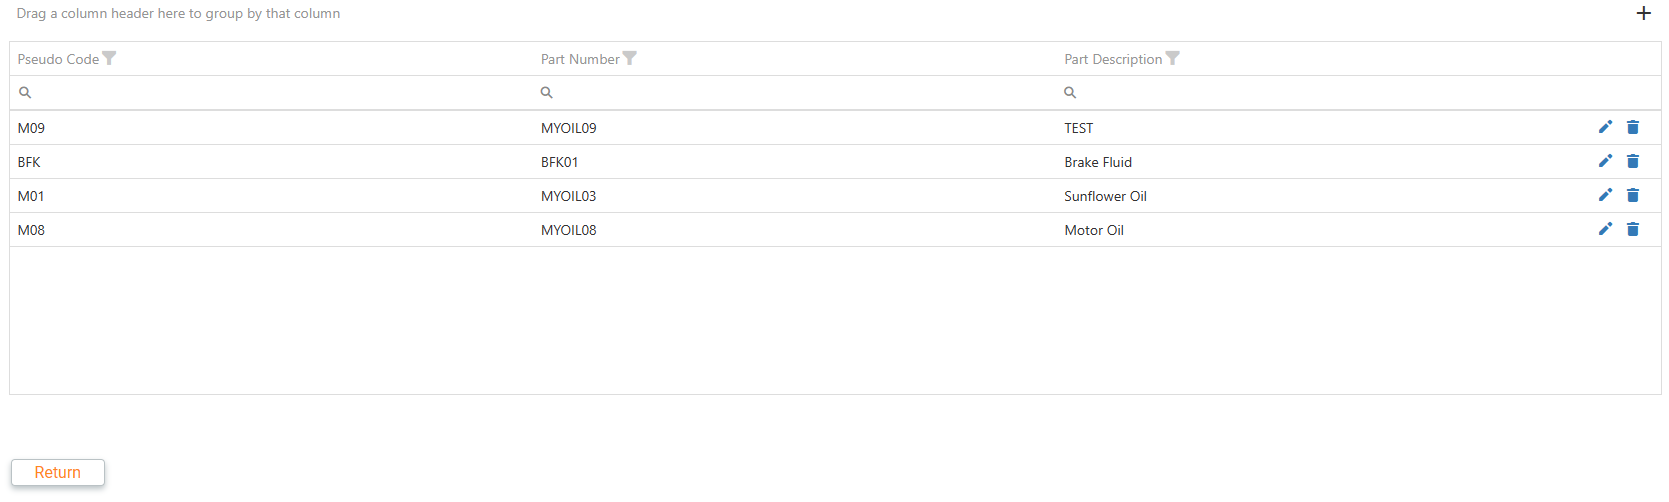 Drag a column header here to group by that column
Pseudo Code Part Number Part Description
M09 MYOIL09 TEST
BFK BFK01 Brake Fluid
M01 MYOIL03 Sunflower Oil
M08 MYOIL08 Motor Oil
Return